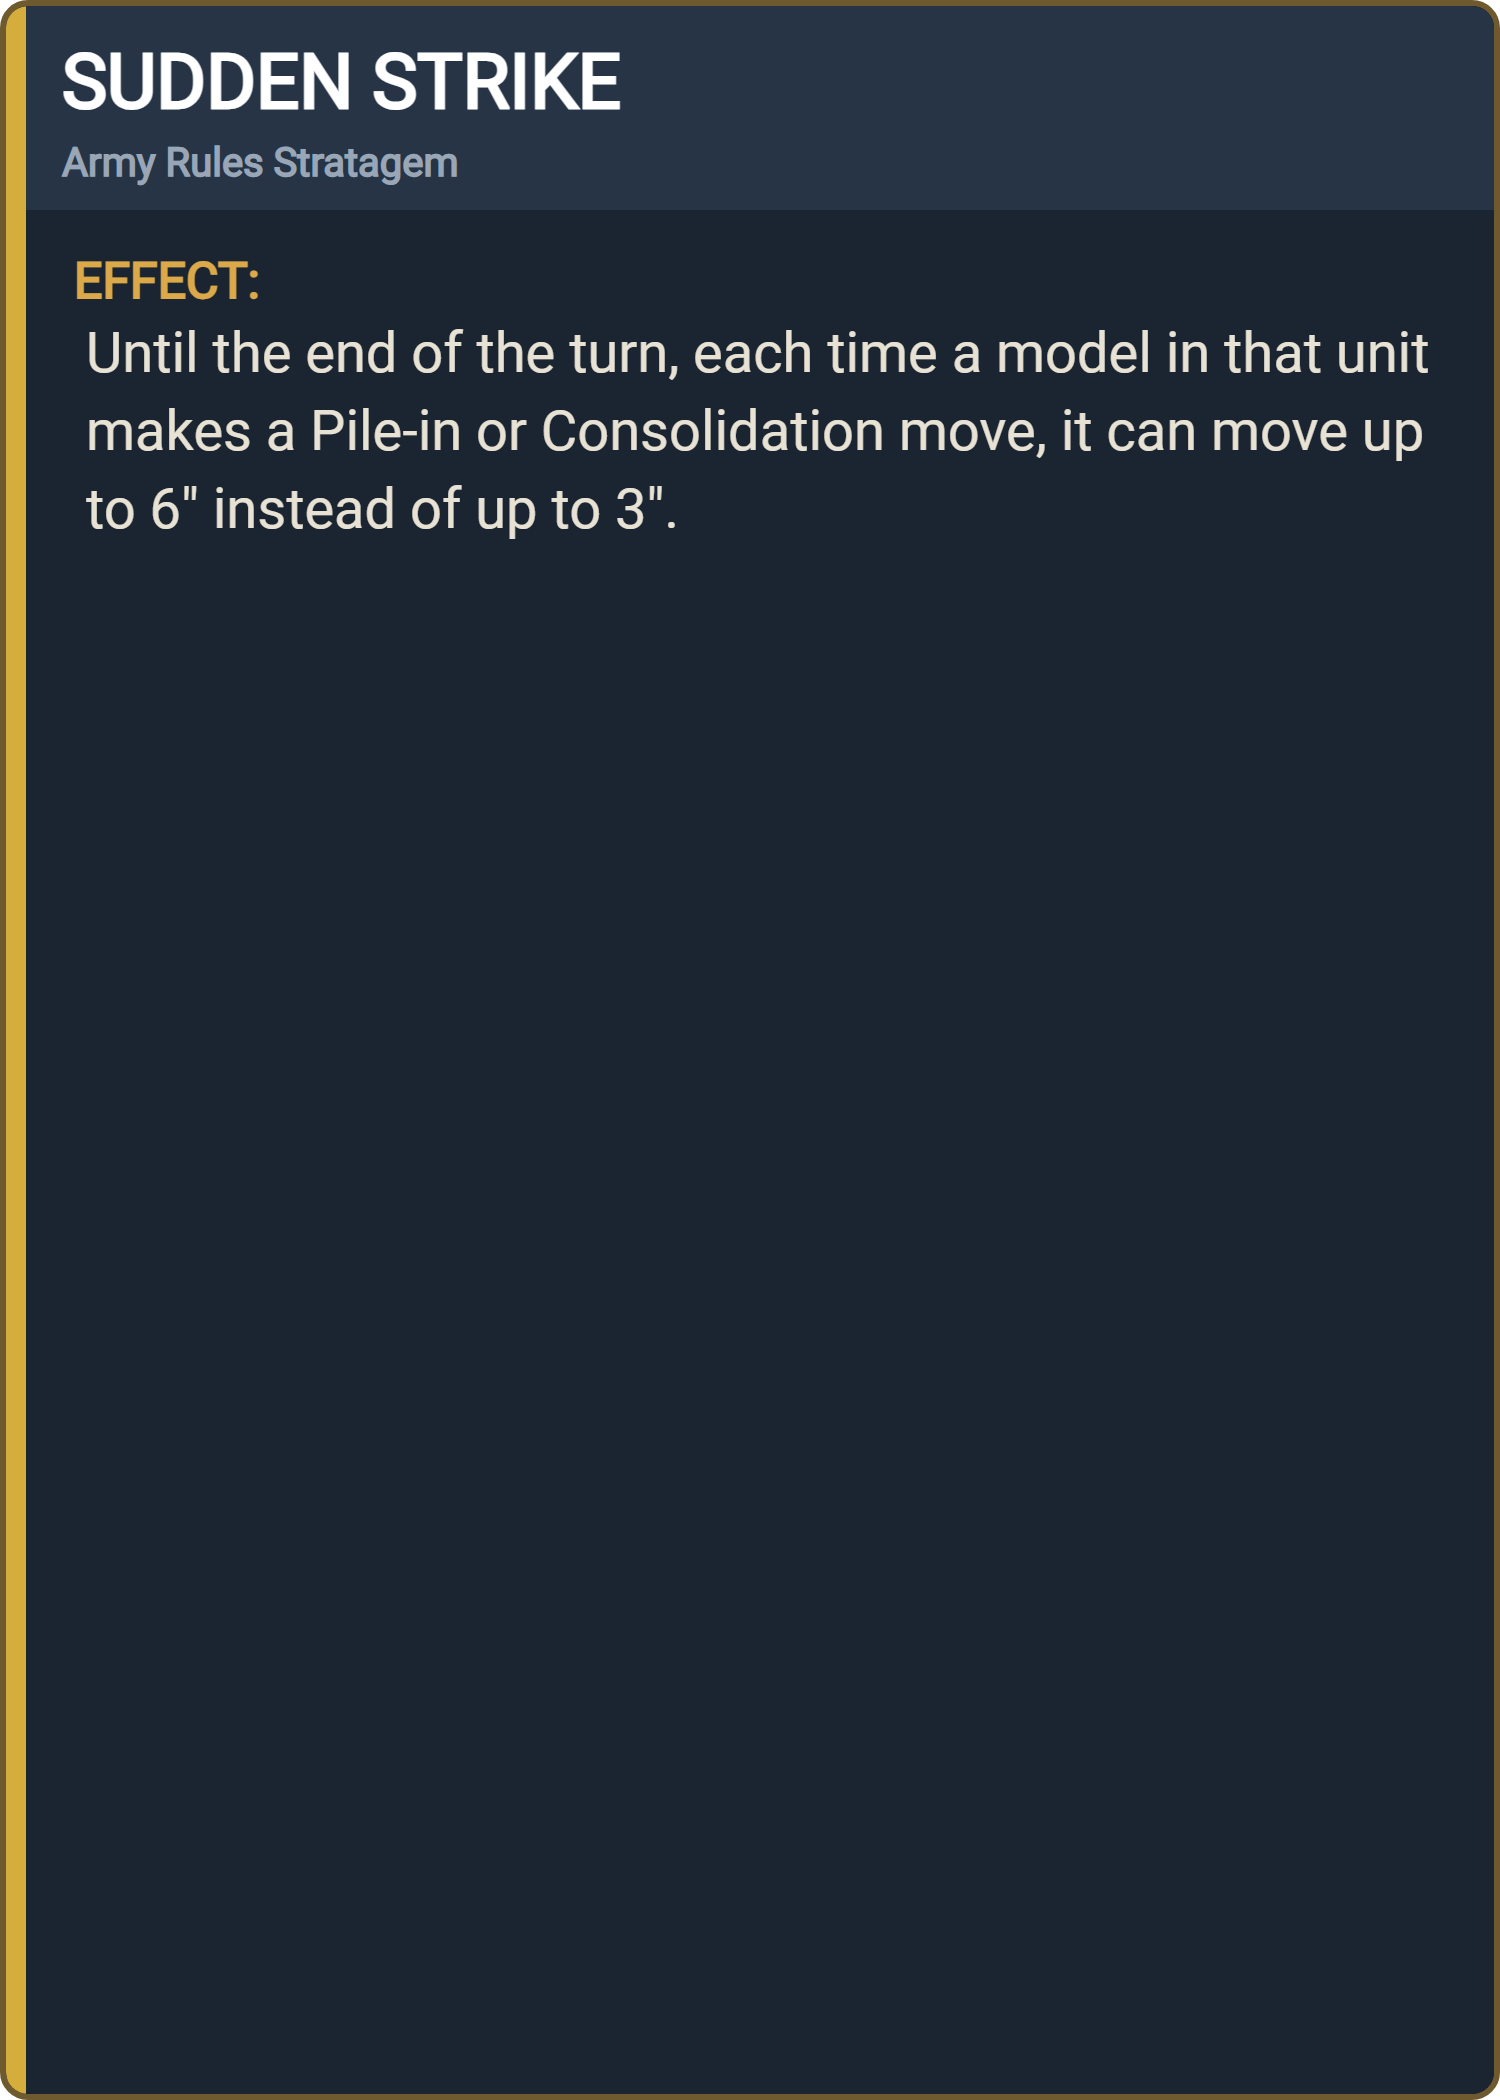 SUDDEN STRIKE
Army Rules Stratagem
EFFECT:
Until the end of the turn, each time a model in that unit
makes a Pile-in or Consolidation move, it can move up
to 6" instead of up to 3".